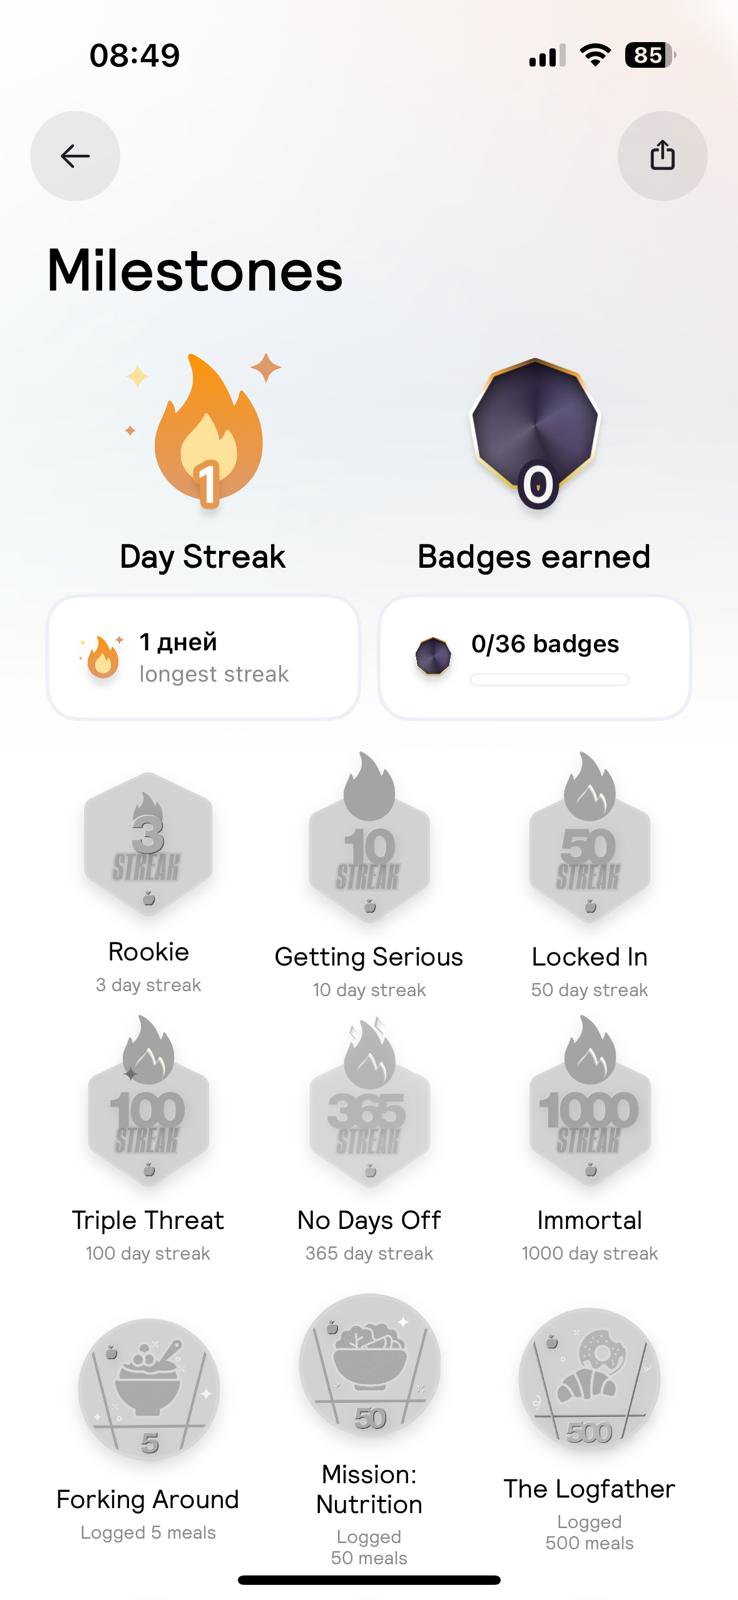 08:49
85
Milestones
1
0
Day Streak
Badges earned
1 дней
longest streak
0/36 badges
3
STREAK
10
STREAK
50
STREAK
Rookie
3 day streak
Getting Serious
10 day streak
Locked In
50 day streak
100
STREAK
365
STREAK
1000
STREAK
Triple Threat
100 day streak
No Days Off
365 day streak
Immortal
1000 day streak
5
50
500
Forking Around
Logged 5 meals
Mission:
Nutrition
Logged
50 meals
The Logfather
Logged
500 meals